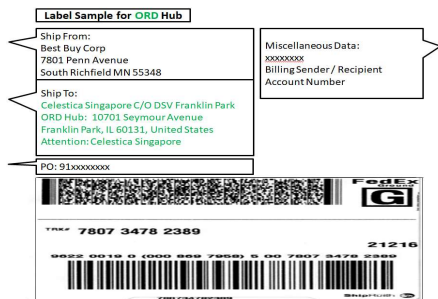 Label Sample for ORD Hub
Ship From:
Best Buy Corp
7801 Penn Avenue
South Richfield MN 55348
Miscellaneous Data:
xxxxxxxx
Billing Sender / Recipient
Account Number
Ship To:
Celestica Singapore C/O DSV Franklin Park
ORD Hub: 10701 Seymour Avenue
Franklin Park, IL 60131, United States
Attention: Celestica Singapore
PO: 91xxxxxxxx
FedEx
Ground
G
TRK# 7807 3478 2389
21216
9622 0019 0 (000 869 7958) 5 00 7807 3478 2389